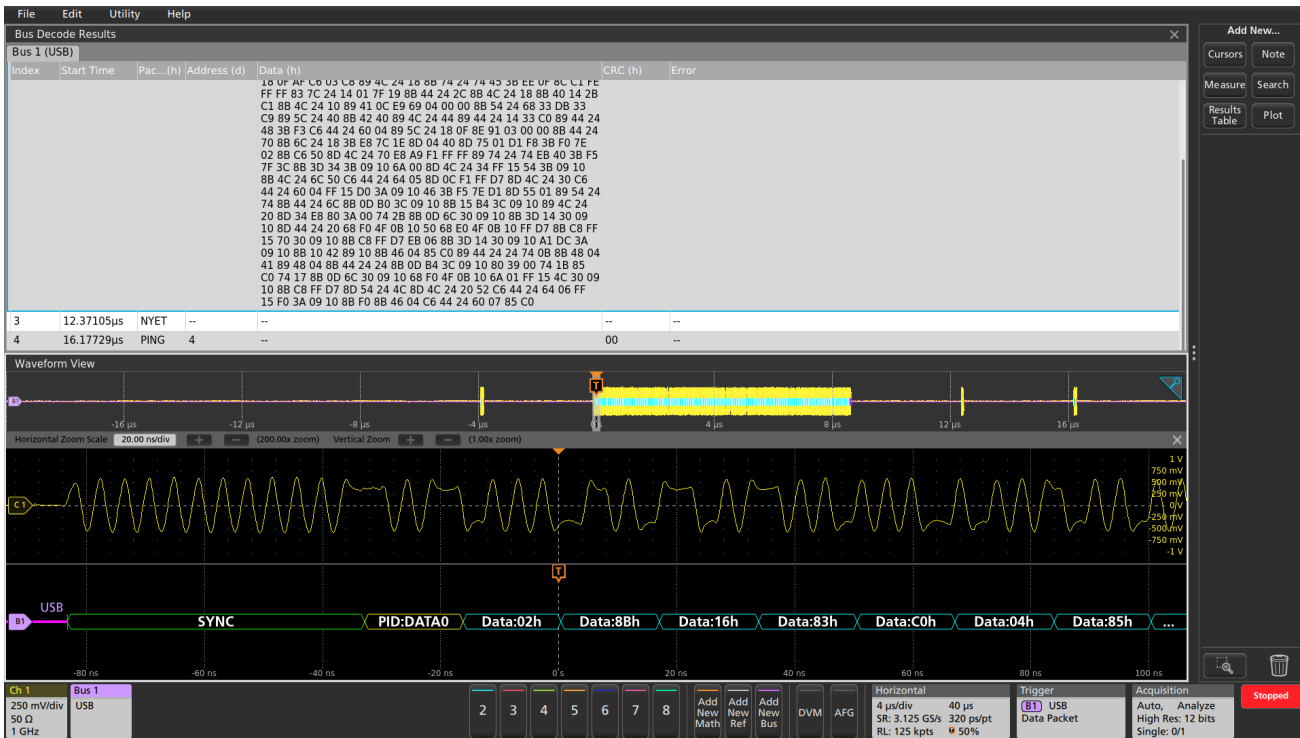 File Edit Utility Help
Bus Decode Results
Bus 1 (USB)
Index Start Time Pac...(h) Address (d) Data (h) CRC (h) Error
18 0F AF C6 03 C8 89 4C 24 18 8B 74 24 74 45 3B EE 0F 8C C1 FE
FF FF 83 7C 24 14 01 7F 19 8B 44 24 2C 8B 4C 24 18 8B 40 14 2B
C1 8B 4C 24 10 89 41 0C E9 69 04 00 00 8B 54 24 68 33 DB 33
C9 89 5C 24 40 8B 42 40 89 4C 24 44 89 44 24 14 33 C0 89 44 24
48 3B F3 C6 44 24 60 04 89 5C 24 18 0F 8E 91 03 00 00 8B 44 24
70 8B 6C 24 18 3B E8 7C 1E 8D 04 40 8D 75 01 D1 F8 3B F0 7E
02 8B C6 50 8D 4C 24 70 E8 A9 F1 FF FF 89 74 24 74 EB 40 3B F5
7F 3C 8B 3D 34 3B 09 10 6A 00 8D 4C 24 34 FF 15 54 3B 09 10
8B 4C 24 6C 50 C6 44 24 64 05 8D 0C F1 FF D7 8D 4C 24 30 C6
44 24 60 04 FF 15 D0 3A 09 10 46 3B F5 7E D1 8D 55 01 89 54 24
74 8B 44 24 6C 8B 0D B0 3C 09 10 8B 15 B4 3C 09 10 89 4C 24
20 8D 34 E8 80 3A 00 74 2B 8B 0D 6C 30 09 10 8B 3D 14 30 09
10 8D 44 24 20 68 F0 4F 0B 10 50 68 E0 4F 0B 10 FF D7 8B C8 FF
15 70 30 09 10 8B C8 FF D7 EB 06 8B 3D 14 30 09 10 A1 DC 3A
09 10 8B 10 42 89 10 8B 46 04 85 C0 89 44 24 24 74 0B 8B 48 04
41 89 48 04 8B 44 24 24 8B 0D B4 3C 09 10 80 39 00 74 1B 85
C0 74 17 8B 0D 6C 30 09 10 68 F0 4F 0B 10 6A 01 FF 15 4C 30 09
10 8B C8 FF D7 8D 54 24 4C 8D 4C 24 20 52 C6 44 24 64 06 FF
15 F0 3A 09 10 8B F0 8B 46 04 C6 44 24 60 07 85 C0
3 12.37105µs NYET -- -- -- --
4 16.17729µs PING 4 -- 00 --
Waveform View
T
B1
-16 µs -12 µs -8 µs -4 µs 0 s 4 µs 8 µs 12 µs 16 µs
Horizontal Zoom Scale 20.00 ns/div + − (200.00x zoom) Vertical Zoom + − (1.00x zoom)
1 V
750 mV
500 mV
250 mV
C1 0 V
-250 mV
-500 mV
-750 mV
-1 V
T
USB
B1 SYNC PID:DATA0 Data:02h Data:8Bh Data:16h Data:83h Data:C0h Data:04h Data:85h ...
-80 ns -60 ns -40 ns -20 ns 0 s 20 ns 40 ns 60 ns 80 ns 100 ns
Ch 1
250 mV/div
50 Ω
1 GHz
Bus 1
USB
2 3 4 5 6 7 8
Add New Math
Add New Ref
Add New Bus
DVM AFG
Horizontal
4 µs/div 40 µs
SR: 3.125 GS/s 320 ps/pt
RL: 125 kpts 50%
Trigger
B1 USB
Data Packet
Acquisition
Auto, Analyze
High Res: 12 bits
Single: 0/1
Stopped
Add New...
Cursors Note
Measure Search
Results Table
Plot